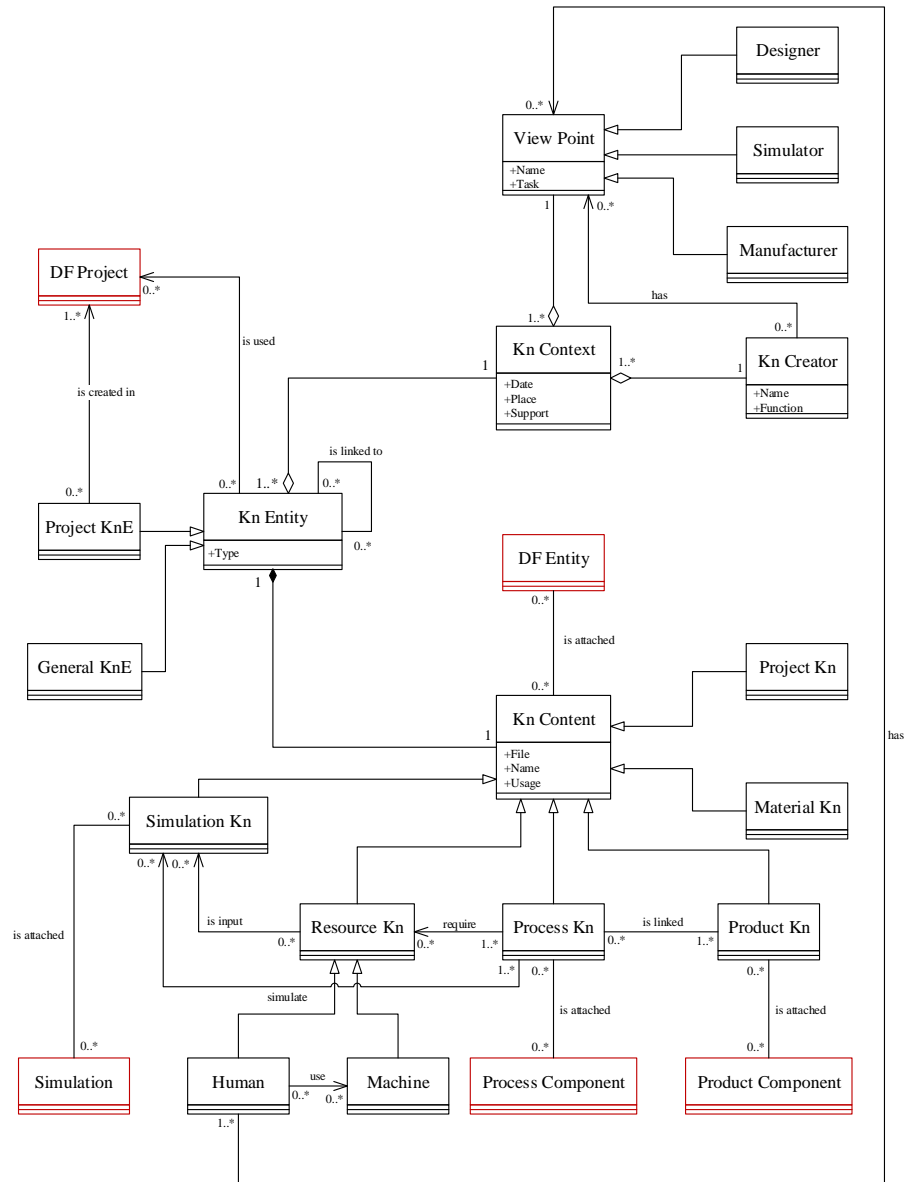 Designer
0..*
View Point
+Name
+Task
Simulator
1
0..*
Manufacturer
DF Project
0..*
1..*
has
is used
1..*
0..*
Kn Context
+Date
+Place
+Support
1
1..*
1
Kn Creator
+Name
+Function
is created in
is linked to
0..*
0..*
1..*
0..*
Project KnE
Kn Entity
+Type
0..*
1
DF Entity
0..*
is attached
General KnE
0..*
Kn Content
+File
+Name
+Usage
1
Project Kn
has
Material Kn
0..*
Simulation Kn
0..*
0..*
is attached
is input
0..*
Resource Kn
require
0..*
1..*
Process Kn
1..*
0..*
is linked
0..*
1..*
Product Kn
0..*
simulate
is attached
is attached
0..*
0..*
0..*
Simulation
Human
use
0..*
0..*
Machine
Process Component
Product Component
1..*